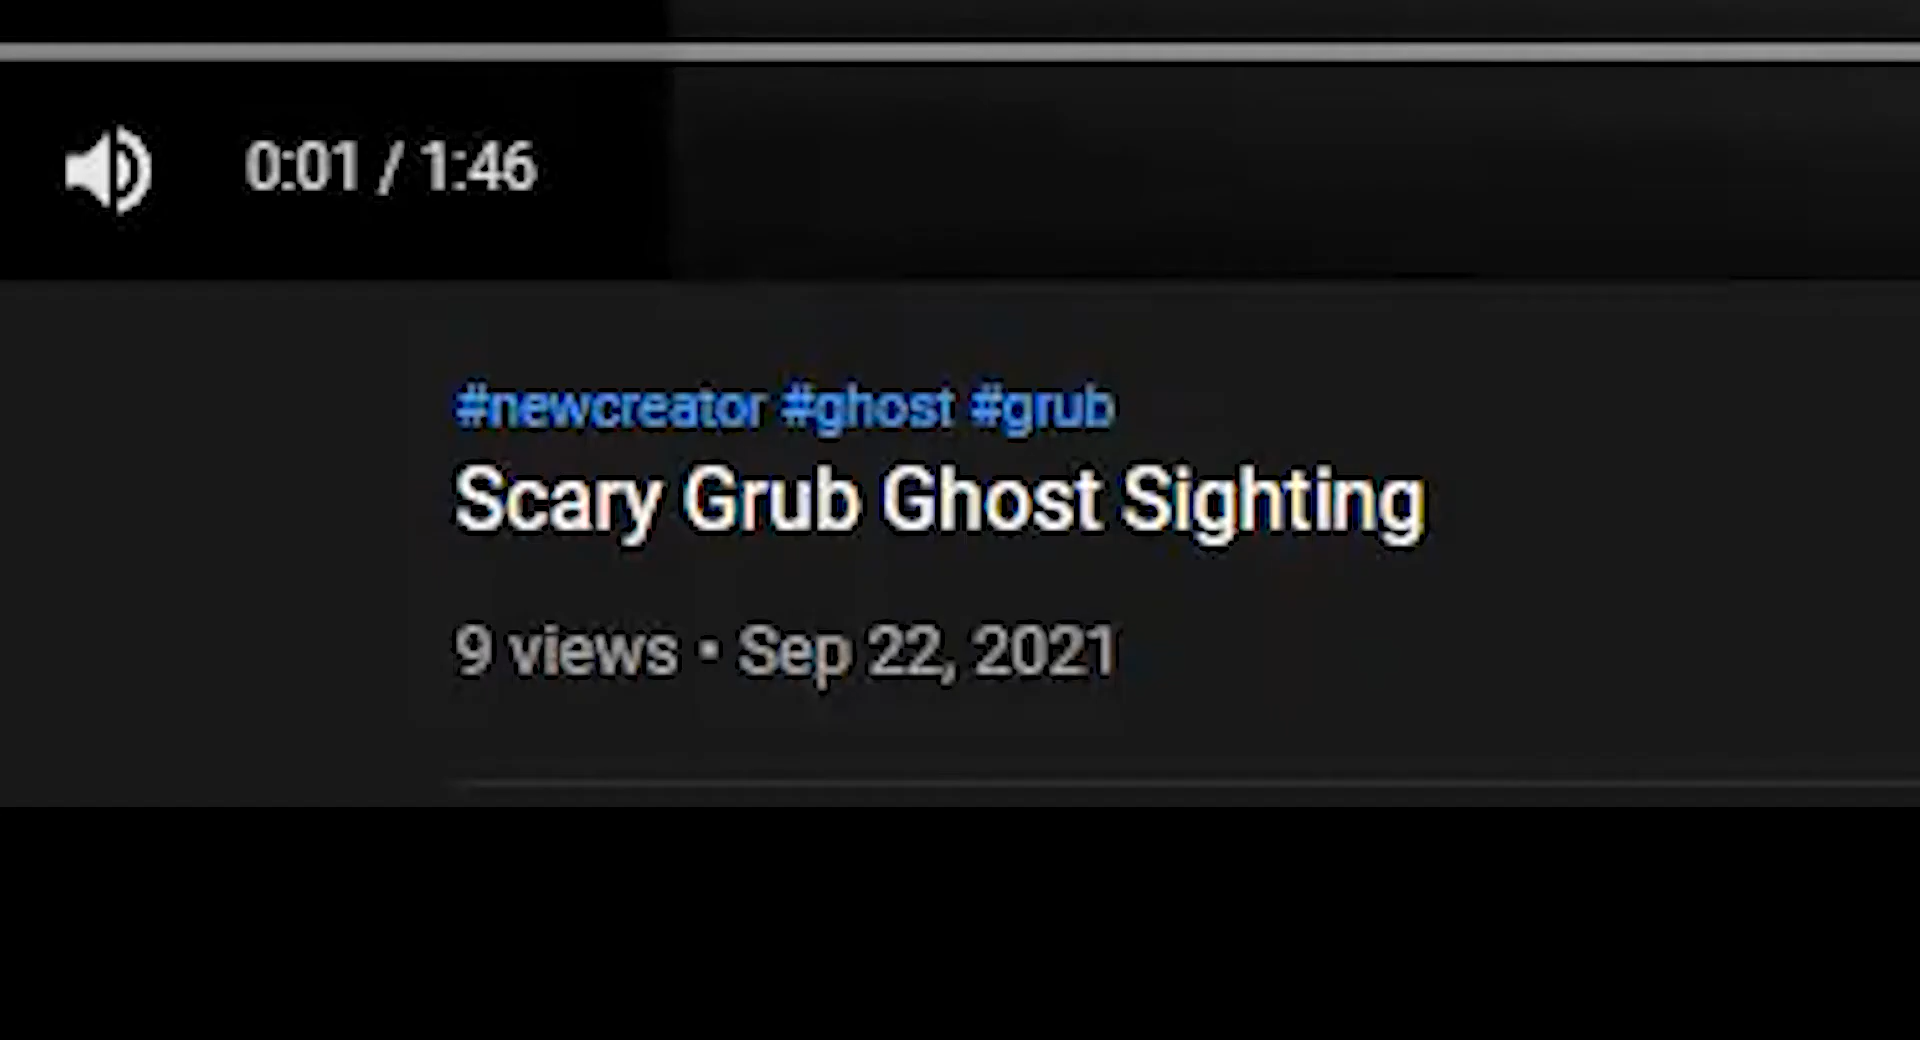 0:01 / 1:46
#newcreator #ghost #grub
Scary Grub Ghost Sighting
9 views • Sep 22, 2021